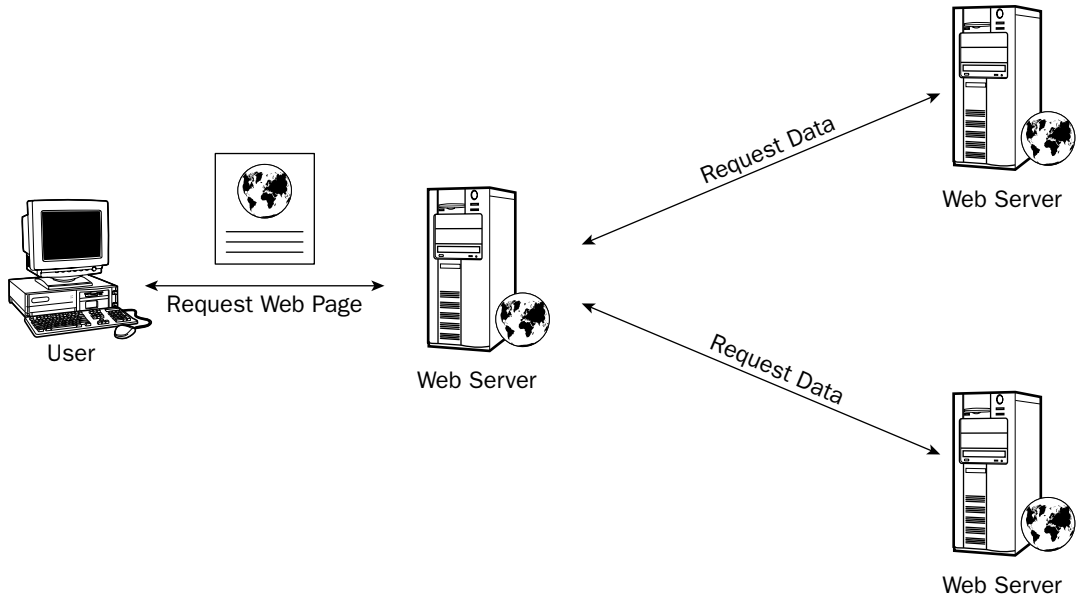 Request Data
Web Server
Request Web Page
User
Web Server
Request Data
Web Server